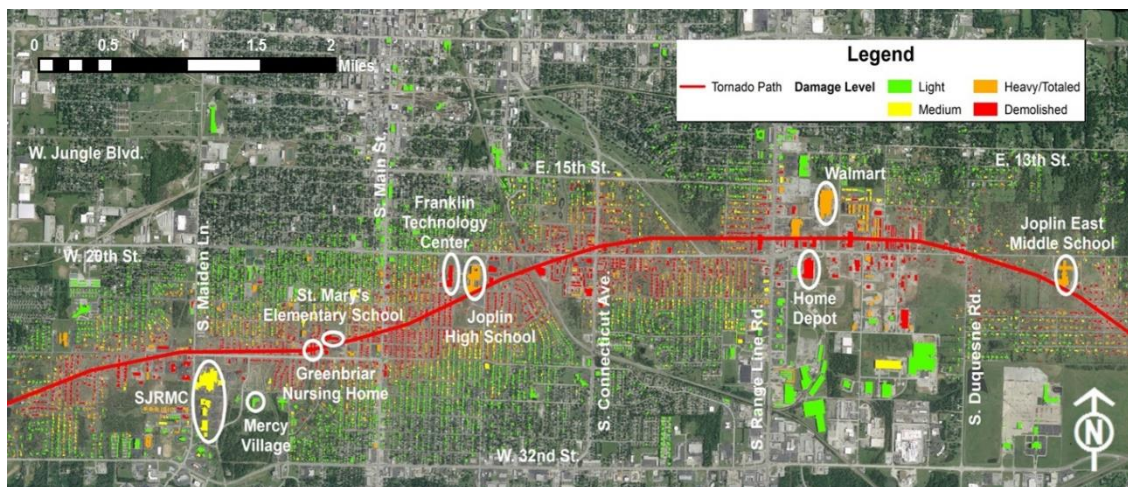 0 0.5 1 1.5 2
Miles
Legend
Tornado Path
Damage Level
Light
Medium
Heavy/Totaled
Demolished
W. Jungle Blvd.
E. 15th St.
E. 13th St.
Walmart
S. Main St.
Franklin
Technology
Center
Joplin East
Middle School
W. 20th St.
S. Maiden Ln.
St. Mary's
Elementary School
Joplin
High School
Home
Depot
S. Connecticut Ave.
S. Range Line Rd.
S. Duquesne Rd.
Greenbriar
Nursing Home
SJRMC
Mercy
Village
W. 32nd St.
N